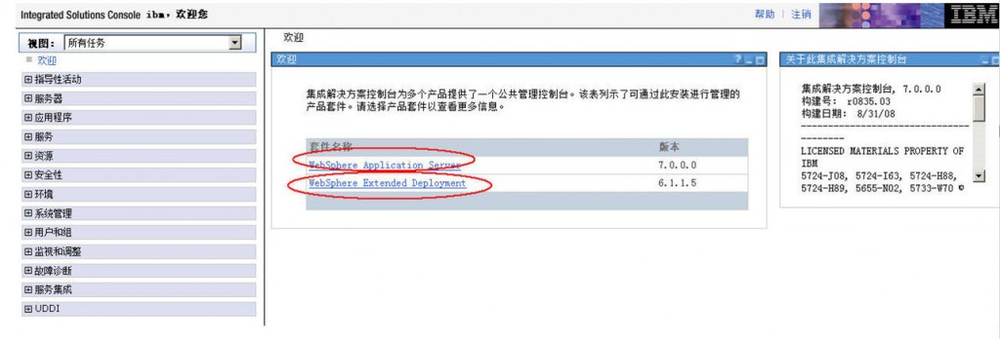 Integrated Solutions Console ibm，欢迎您
帮助 | 注销
IBM
视图： 所有任务
欢迎
指导性活动
服务器
应用程序
服务
资源
安全性
环境
系统管理
用户和组
监视和调整
故障诊断
服务集成
UDDI
欢迎
欢迎
集成解决方案控制台为多个产品提供了一个公共管理控制台。该表列示了可通过此安装进行管理的
产品套件。请选择产品套件以查看更多信息。
套件名称 版本
WebSphere Application Server 7.0.0.0
WebSphere Extended Deployment 6.1.1.5
关于此集成解决方案控制台
集成解决方案控制台, 7.0.0.0
构建号: r0835.03
构建日期: 8/31/08
--------------------------------
--------
LICENSED MATERIALS PROPERTY OF
IBM
5724-J08, 5724-I63, 5724-H88,
5724-H89, 5655-N02, 5733-W70 ©